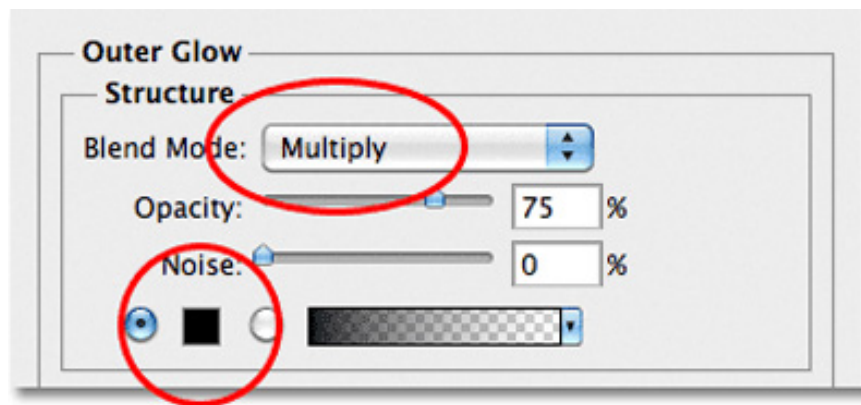 Outer Glow
Structure
Blend Mode: Multiply
Opacity: 75 %
Noise: 0 %